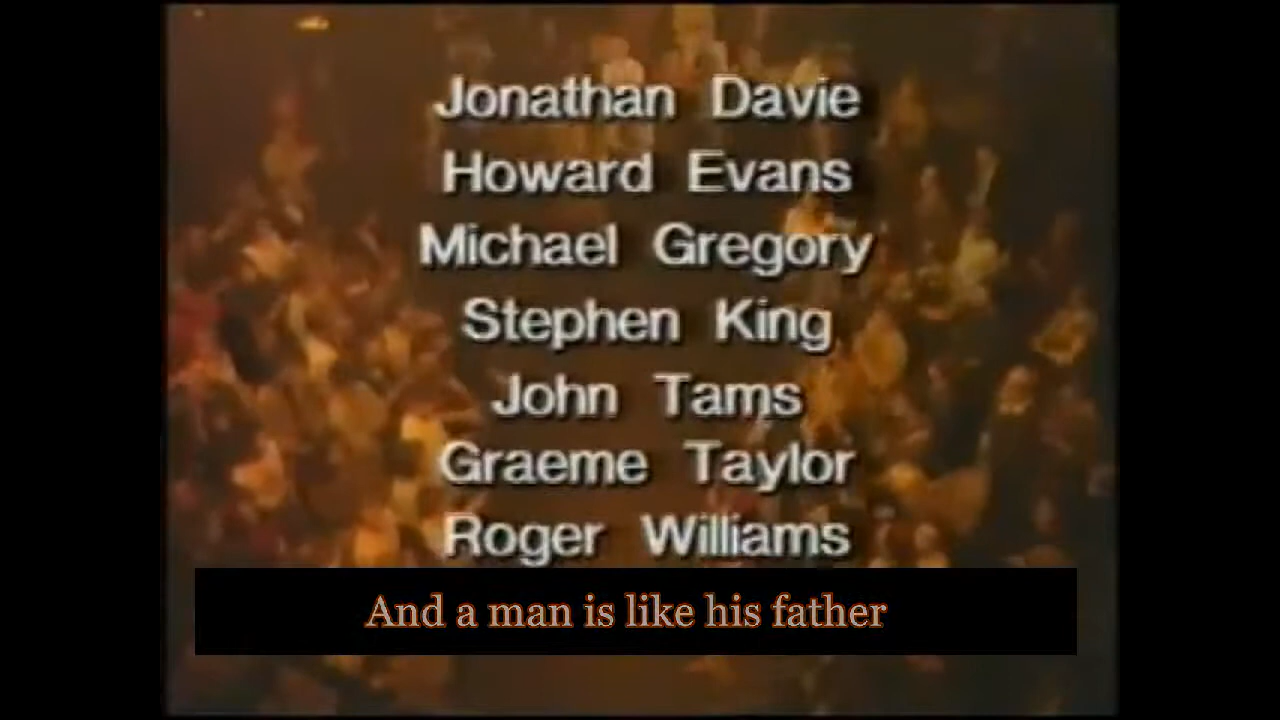 Jonathan Davie
Howard Evans
Michael Gregory
Stephen King
John Tams
Graeme Taylor
Roger Williams
And a man is like his father